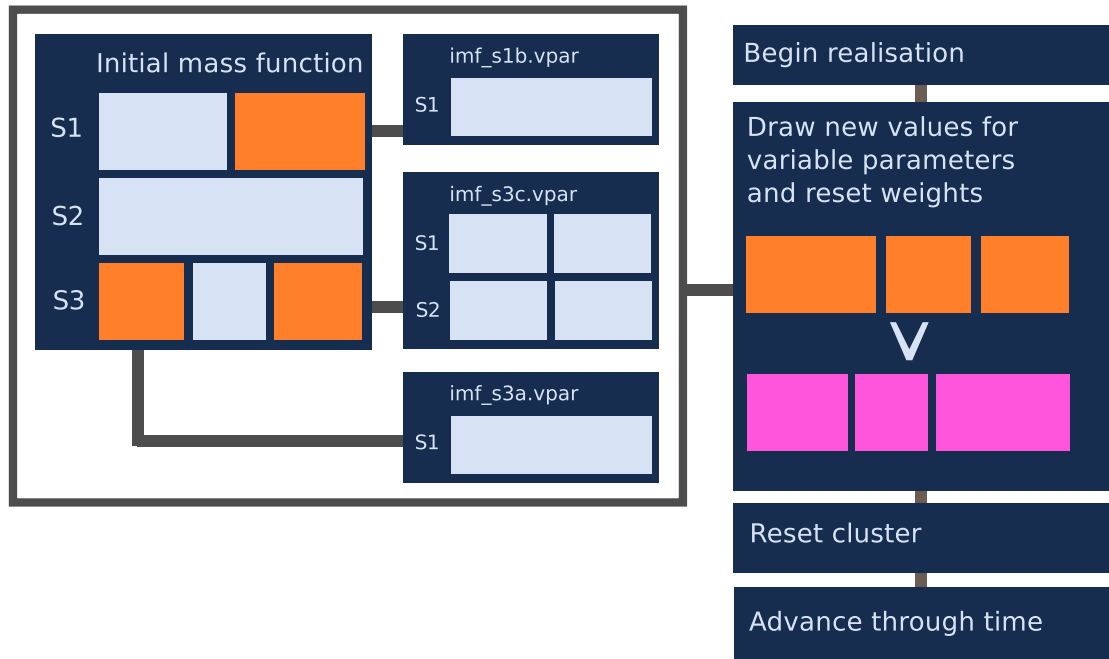 Initial mass function
S1
S2
S3
imf_s1b.vpar
S1
imf_s3c.vpar
S1
S2
imf_s3a.vpar
S1
Begin realisation
Draw new values for
variable parameters
and reset weights
Reset cluster
Advance through time